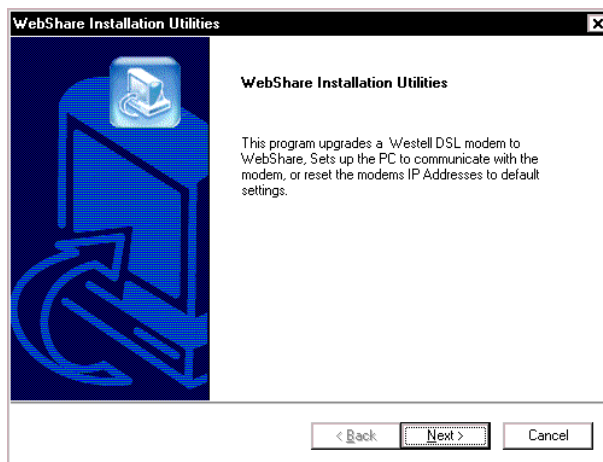 WebShare Installation Utilities
WebShare Installation Utilities
This program upgrades a Westell DSL modem to
WebShare, Sets up the PC to communicate with the
modem, or reset the modems IP Addresses to default
settings.
< Back Next > Cancel